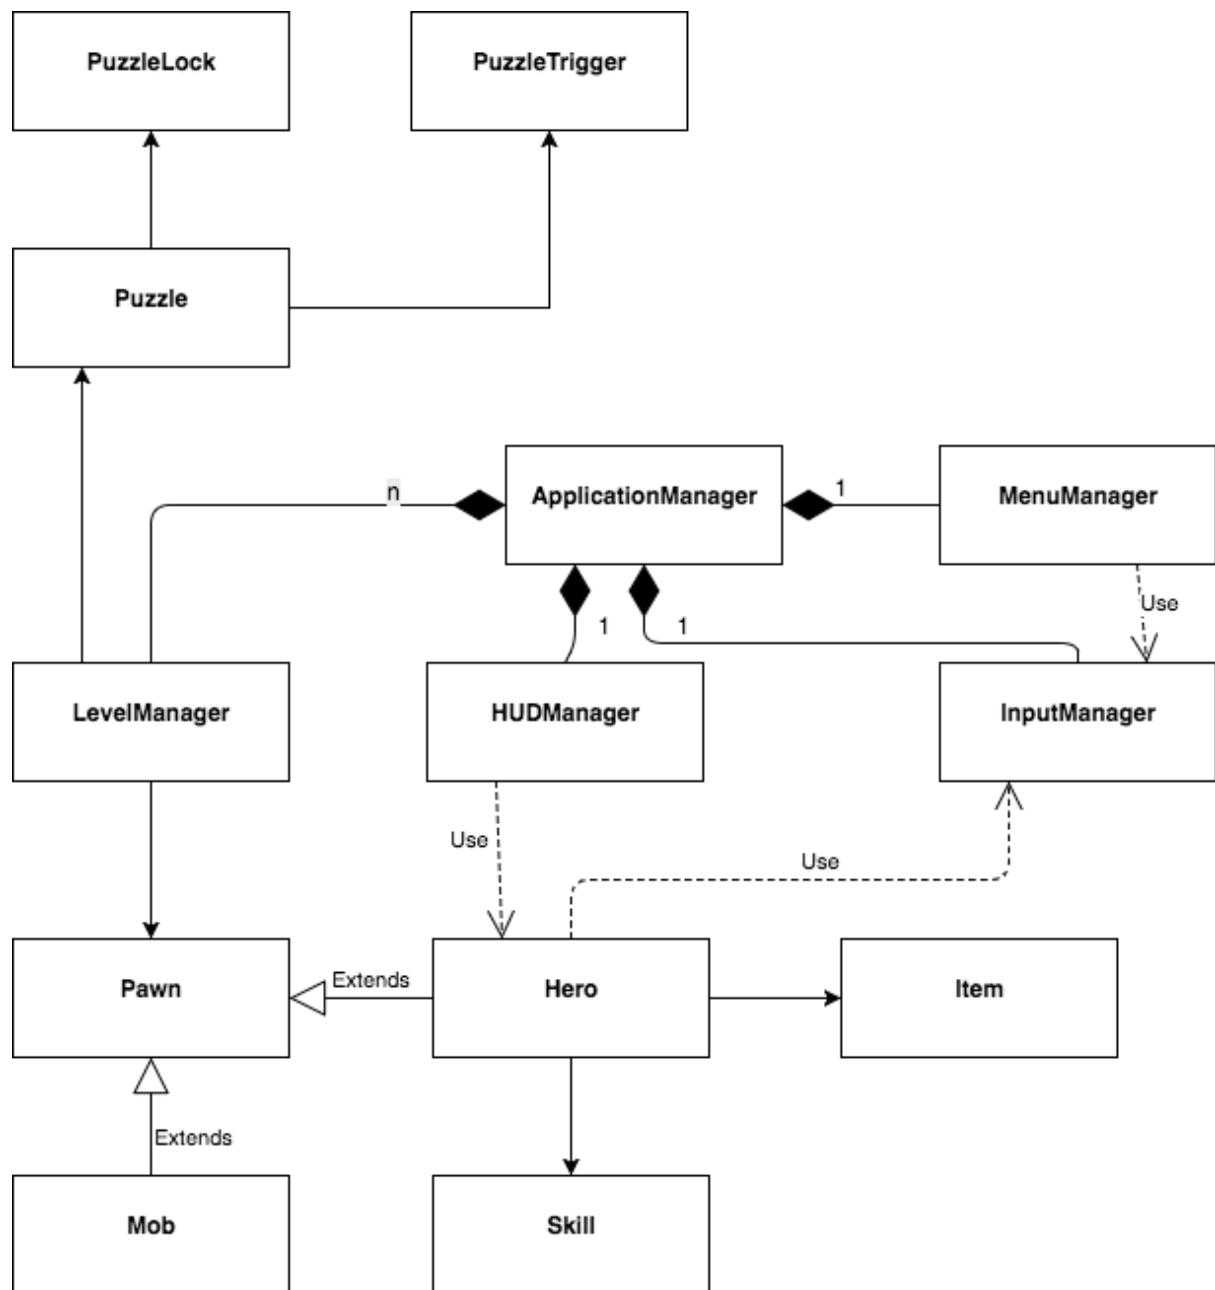 PuzzleLock
PuzzleTrigger
Puzzle
n
ApplicationManager
1
MenuManager
1
1
Use
LevelManager
HUDManager
InputManager
Use
Use
Pawn
Extends
Hero
Item
Extends
Mob
Skill